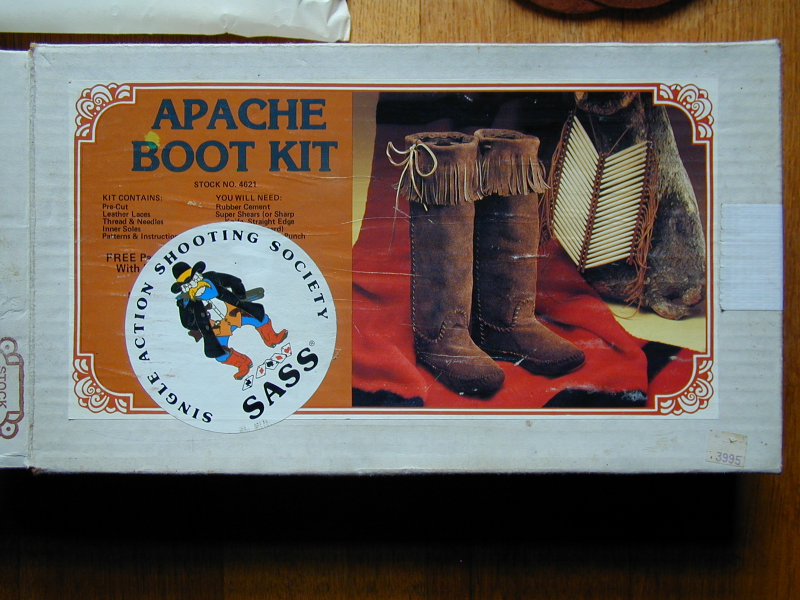 APACHE
BOOT KIT
STOCK NO. 4621
KIT CONTAINS:
Pre-Cut
Leather Laces
Thread & Needles
Inner Soles
Patterns & Instruction
YOU WILL NEED:
Rubber Cement
Super Shears (or Sharp
Straight Edge
Punch
FREE
With
SINGLE ACTION SHOOTING SOCIETY
SASS®
STOCK
3995